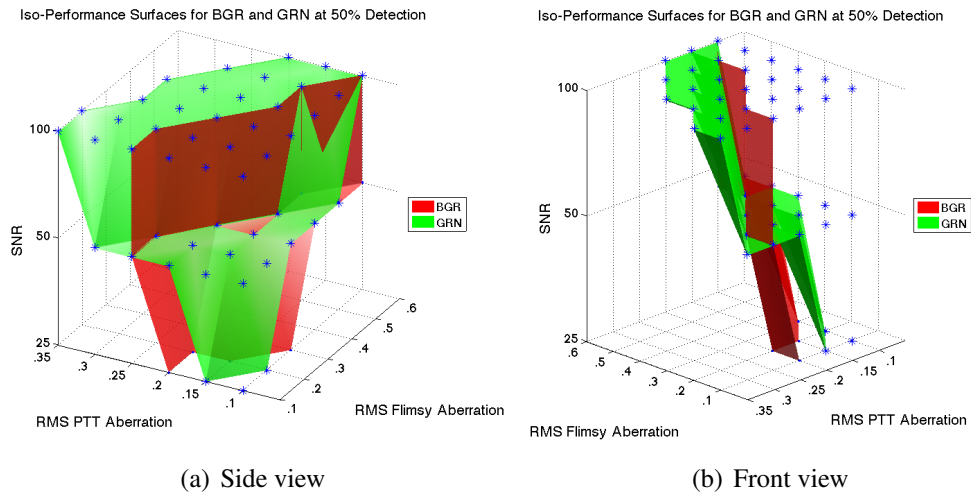 Iso-Performance Surfaces for BGR and GRN at 50% Detection
100
50
25
SNR
.35
.3
.25
.2
.15
.1
RMS PTT Aberration
.1
.2
.3
.4
.5
.6
RMS Flimsy Aberration
BGR
GRN
(a) Side view
Iso-Performance Surfaces for BGR and GRN at 50% Detection
100
50
25
SNR
.6
.5
.4
.3
.2
.1
RMS Flimsy Aberration
.35
.3
.25
.2
.15
.1
RMS PTT Aberration
BGR
GRN
(b) Front view